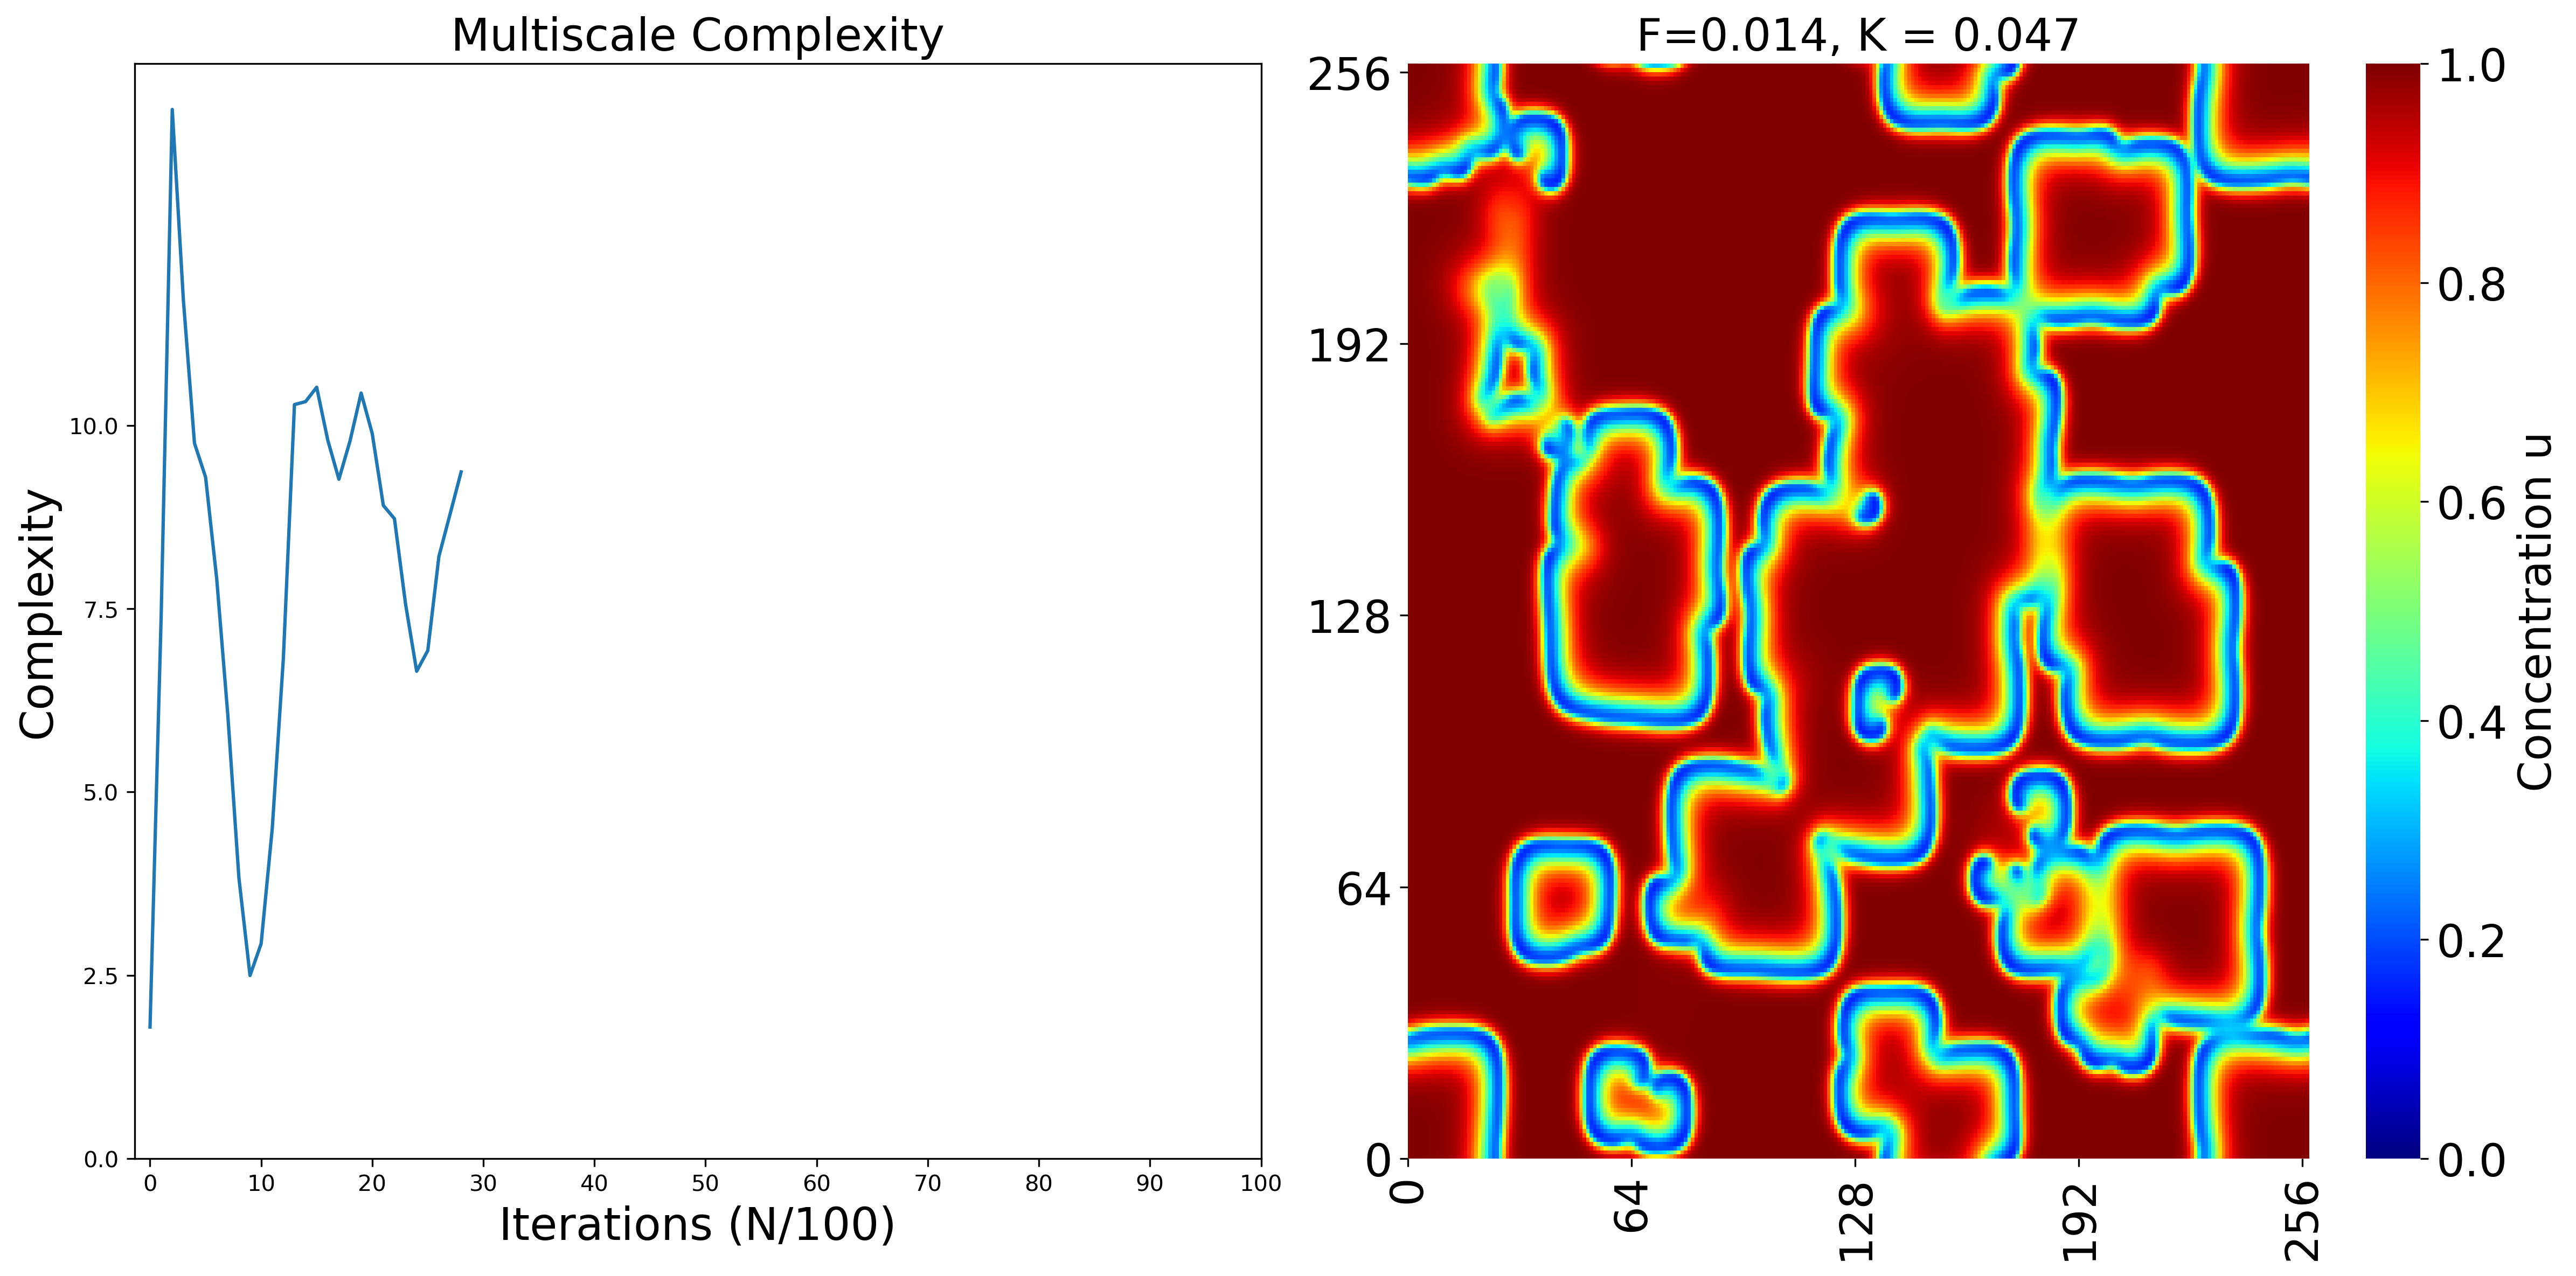 Multiscale Complexity
Complexity
10.0
7.5
5.0
2.5
0.0
0 10 20 30 40 50 60 70 80 90 100
Iterations (N/100)
F=0.014, K = 0.047
256
192
128
64
0
0 64 128 192 256
1.0
0.8
0.6
0.4
0.2
0.0
Concentration u